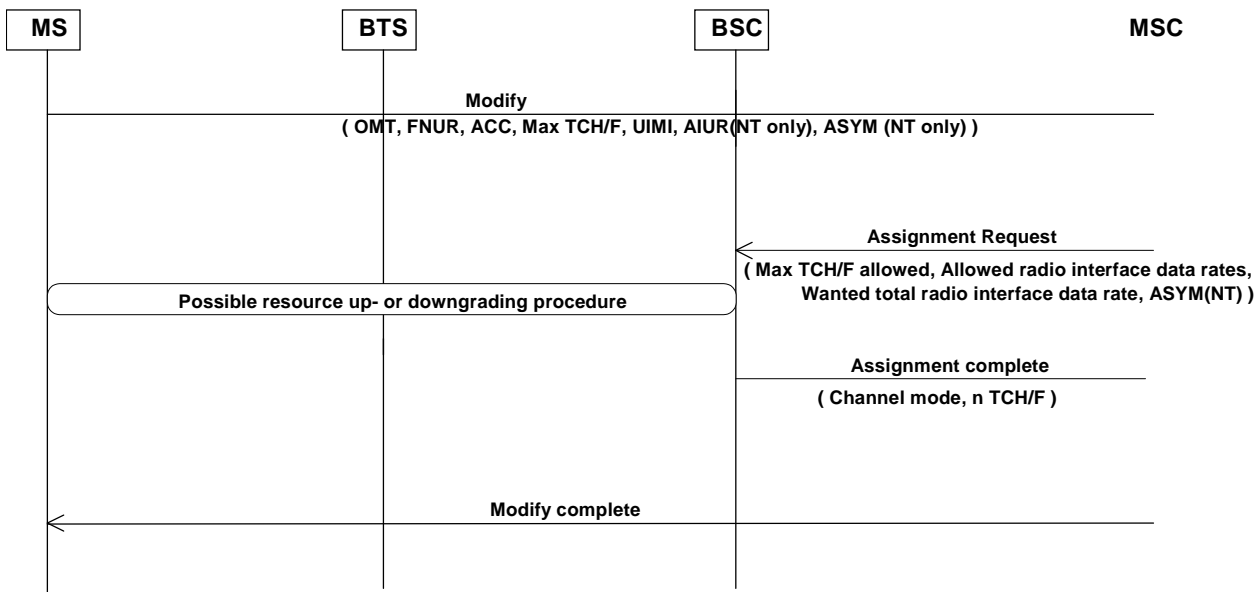 MS BTS BSC MSC
Modify
( OMT, FNUR, ACC, Max TCH/F, UIMI, AIUR(NT only), ASYM (NT only) )
Assignment Request
( Max TCH/F allowed, Allowed radio interface data rates,
Wanted total radio interface data rate, ASYM(NT) )
Possible resource up- or downgrading procedure
Assignment complete
( Channel mode, n TCH/F )
Modify complete